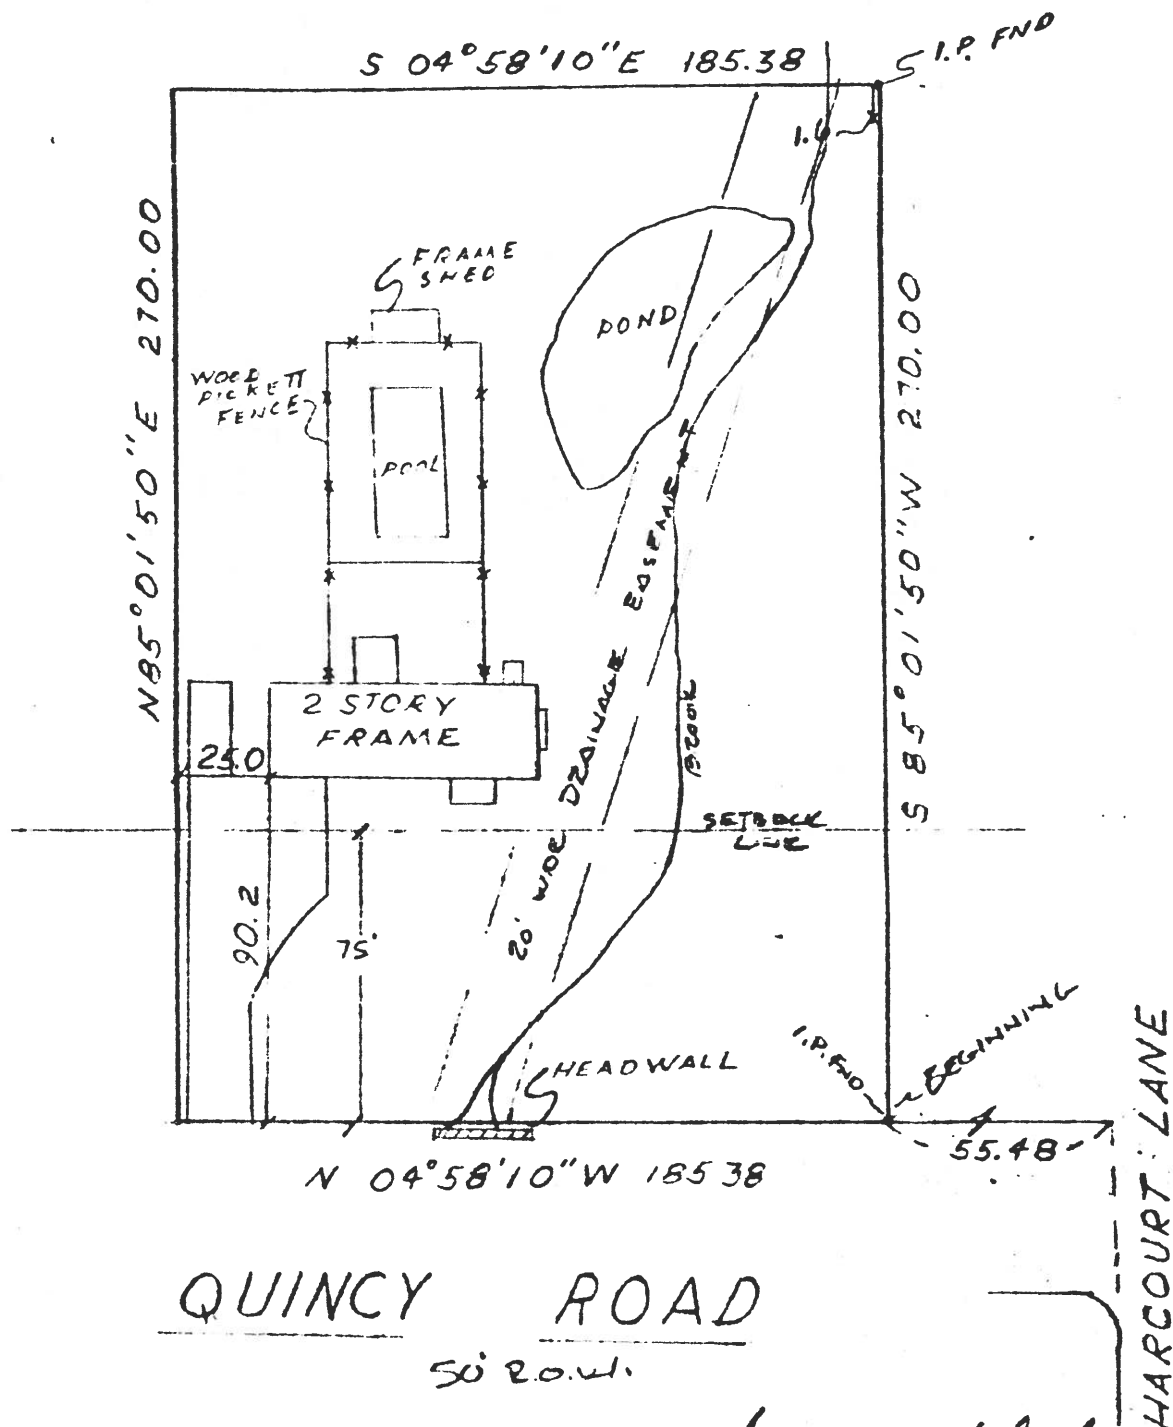 S 04°58'10"E 185.38
I.P. FND
1.6
N85°01'50"E 270.00
FRAME
SHED
WOOD
PICKETT
FENCE
POND
POOL
S 85°01'50"W 270.00
20' WIDE DRAINAGE EASEMENT
BROOK
2 STORY
FRAME
25.0
SETBACK
LINE
90.2
75'
I.P. FND
BEGINNING
HEADWALL
55.48
N 04°58'10"W 185 38
HARCOURT LANE
QUINCY ROAD
50' R.O.W.